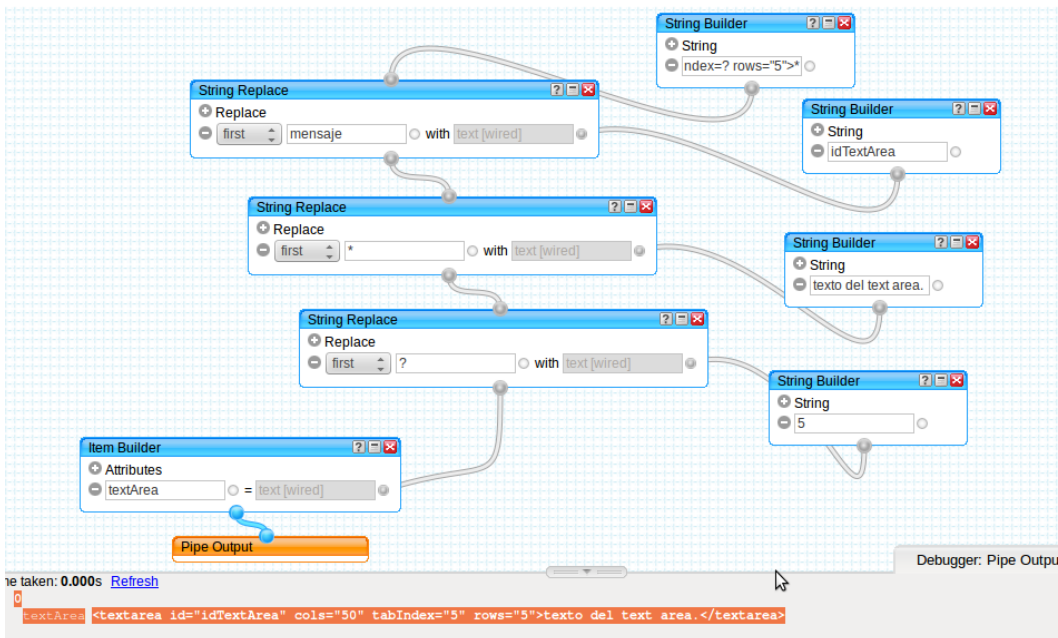 String Builder
String
ndex=? rows="5">*
String Replace
Replace
first mensaje with text [wired]
String Builder
String
idTextArea
String Replace
Replace
first * with text [wired]
String Builder
String
texto del text area.
String Replace
Replace
first ? with text [wired]
String Builder
String
5
Item Builder
Attributes
textArea = text [wired]
Pipe Output
Debugger: Pipe Outpu
ne taken: 0.000s Refresh
0
textArea <textarea id="idTextArea" cols="50" tabIndex="5" rows="5">texto del text area.</textarea>